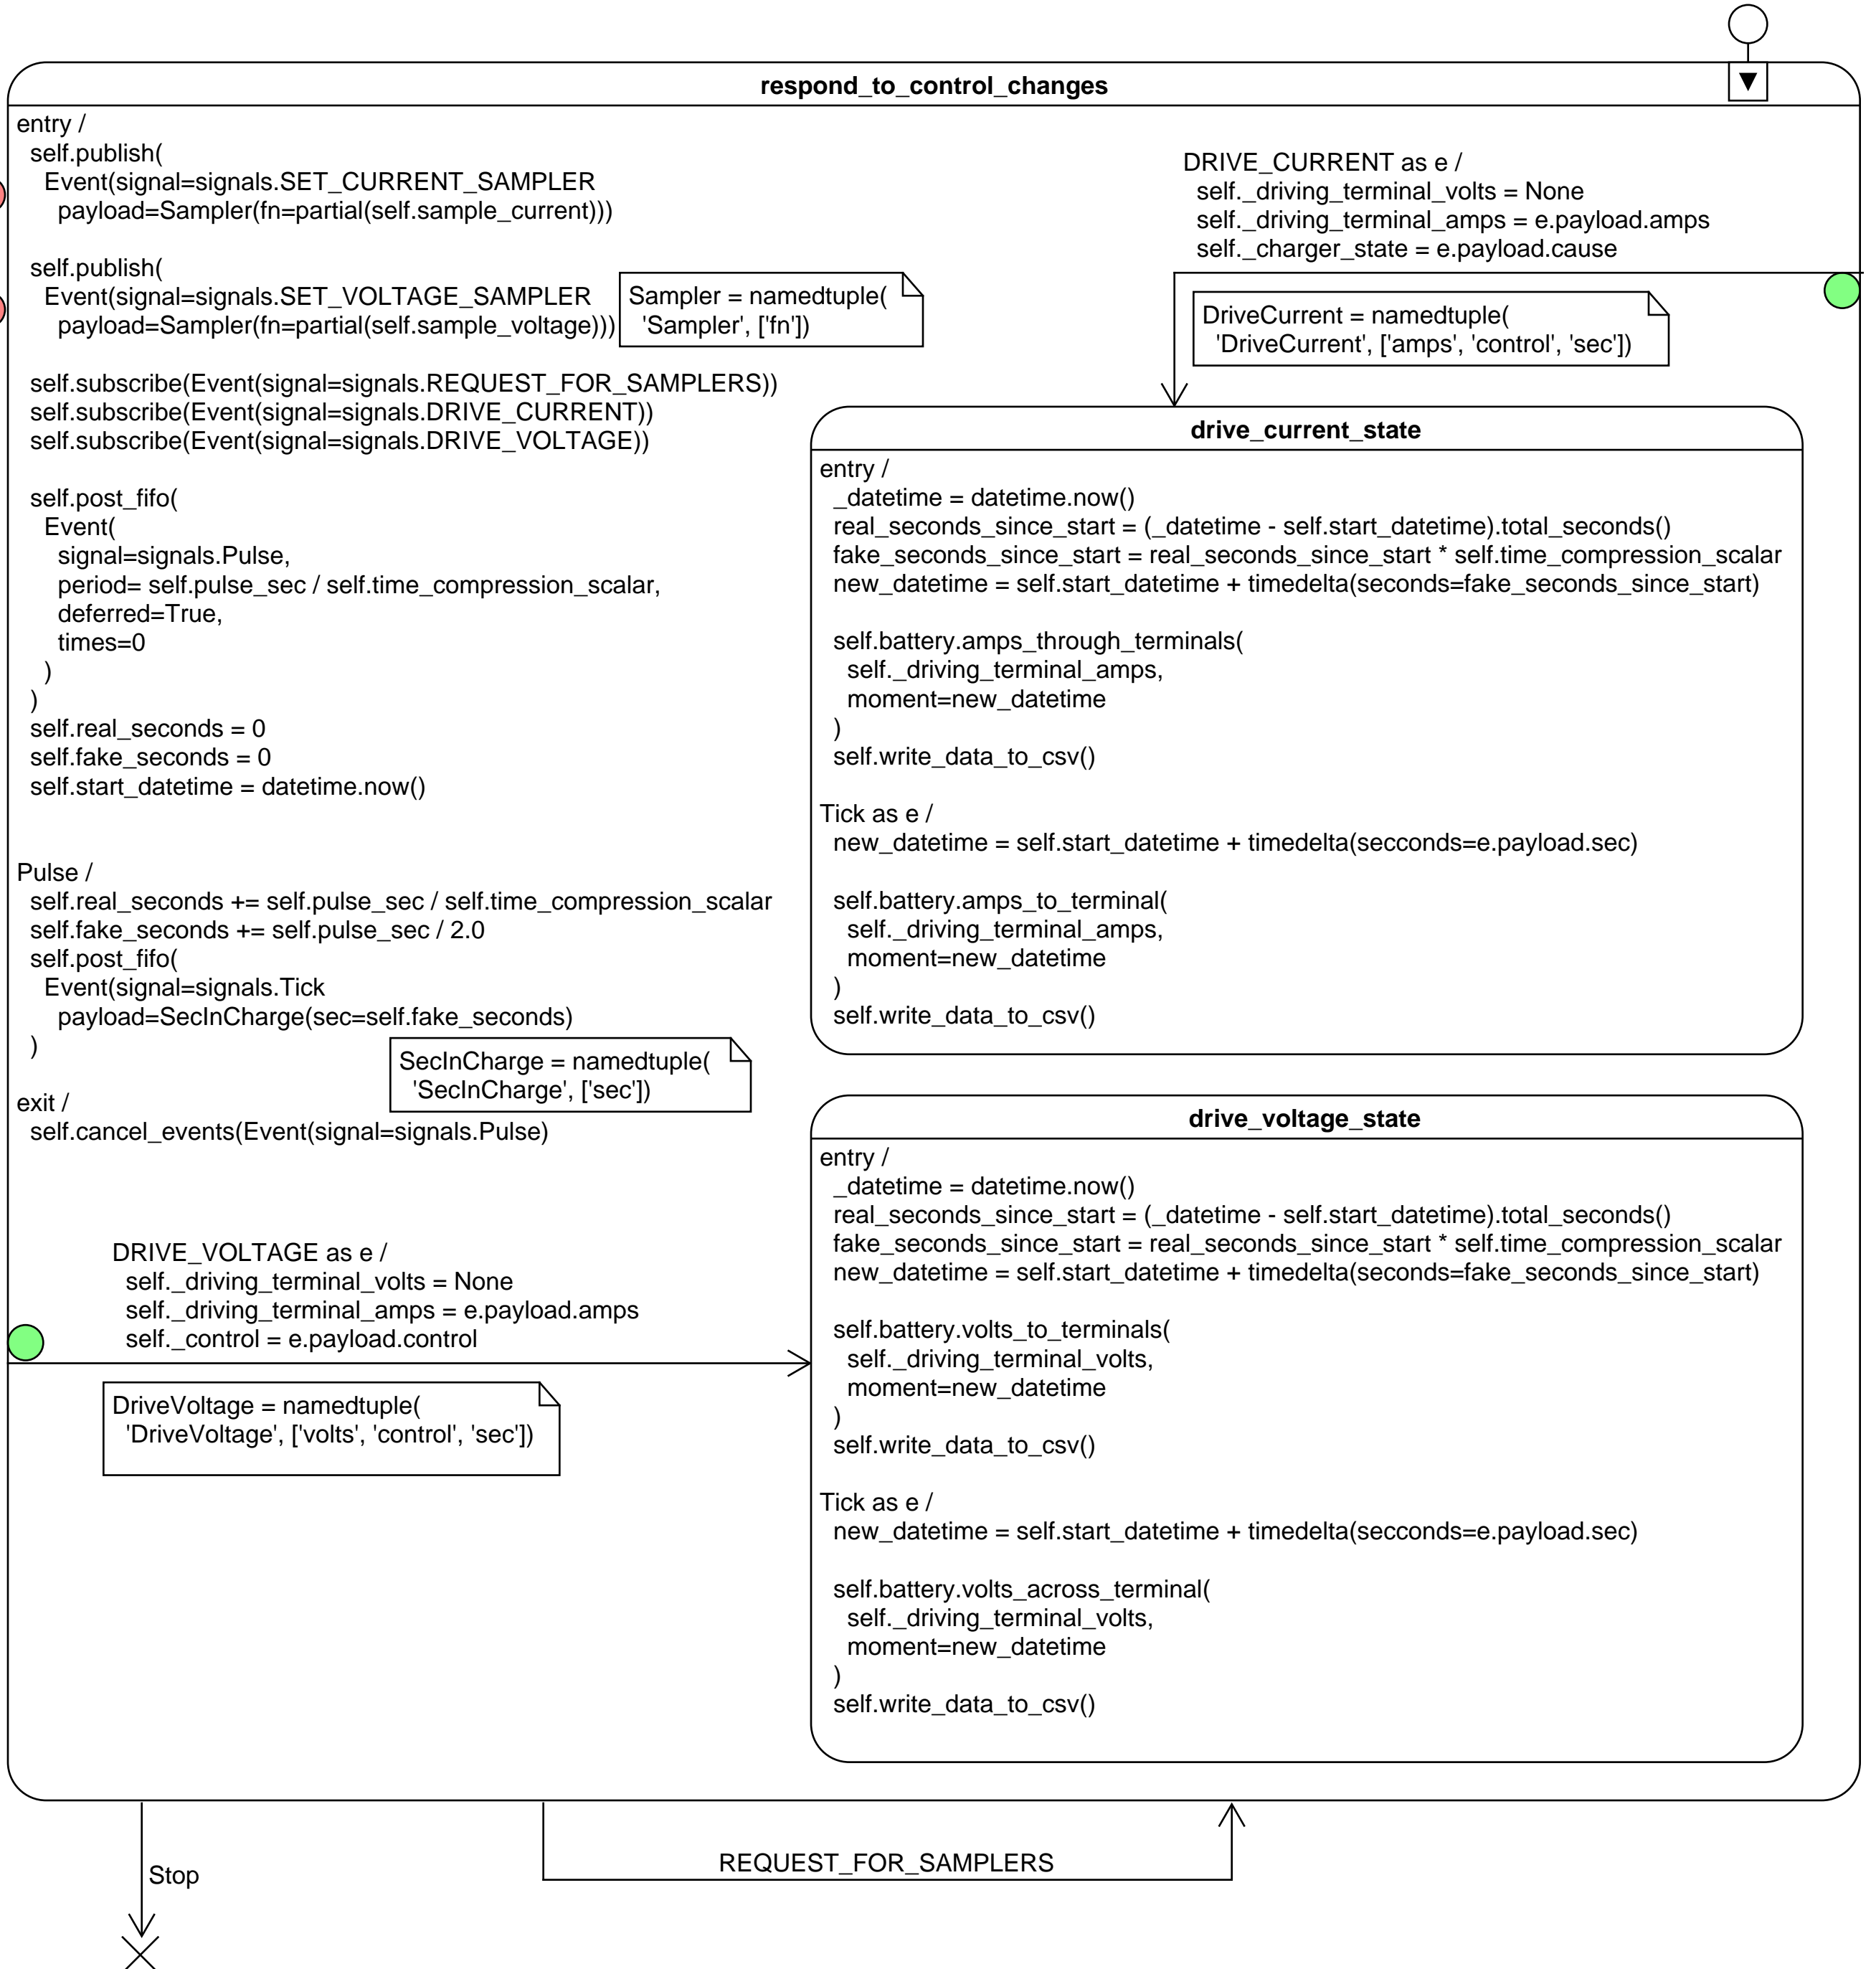 respond_to_control_changes
entry /
self.publish(
Event(signal=signals.SET_CURRENT_SAMPLER
payload=Sampler(fn=partial(self.sample_current)))
self.publish(
Event(signal=signals.SET_VOLTAGE_SAMPLER
payload=Sampler(fn=partial(self.sample_voltage)))
Sampler = namedtuple(
'Sampler', ['fn'])
self.subscribe(Event(signal=signals.REQUEST_FOR_SAMPLERS))
self.subscribe(Event(signal=signals.DRIVE_CURRENT))
self.subscribe(Event(signal=signals.DRIVE_VOLTAGE))
self.post_fifo(
Event(
signal=signals.Pulse,
period= self.pulse_sec / self.time_compression_scalar,
deferred=True,
times=0
)
)
self.real_seconds = 0
self.fake_seconds = 0
self.start_datetime = datetime.now()
Pulse /
self.real_seconds += self.pulse_sec / self.time_compression_scalar
self.fake_seconds += self.pulse_sec / 2.0
self.post_fifo(
Event(signal=signals.Tick
payload=SecInCharge(sec=self.fake_seconds)
)
SecInCharge = namedtuple(
'SecInCharge', ['sec'])
exit /
self.cancel_events(Event(signal=signals.Pulse)
DRIVE_VOLTAGE as e /
self._driving_terminal_volts = None
self._driving_terminal_amps = e.payload.amps
self._control = e.payload.control
DriveVoltage = namedtuple(
'DriveVoltage', ['volts', 'control', 'sec'])
DRIVE_CURRENT as e /
self._driving_terminal_volts = None
self._driving_terminal_amps = e.payload.amps
self._charger_state = e.payload.cause
DriveCurrent = namedtuple(
'DriveCurrent', ['amps', 'control', 'sec'])
drive_current_state
entry /
_datetime = datetime.now()
real_seconds_since_start = (_datetime - self.start_datetime).total_seconds()
fake_seconds_since_start = real_seconds_since_start * self.time_compression_scalar
new_datetime = self.start_datetime + timedelta(seconds=fake_seconds_since_start)
self.battery.amps_through_terminals(
self._driving_terminal_amps,
moment=new_datetime
)
self.write_data_to_csv()
Tick as e /
new_datetime = self.start_datetime + timedelta(secconds=e.payload.sec)
self.battery.amps_to_terminal(
self._driving_terminal_amps,
moment=new_datetime
)
self.write_data_to_csv()
drive_voltage_state
entry /
_datetime = datetime.now()
real_seconds_since_start = (_datetime - self.start_datetime).total_seconds()
fake_seconds_since_start = real_seconds_since_start * self.time_compression_scalar
new_datetime = self.start_datetime + timedelta(seconds=fake_seconds_since_start)
self.battery.volts_to_terminals(
self._driving_terminal_volts,
moment=new_datetime
)
self.write_data_to_csv()
Tick as e /
new_datetime = self.start_datetime + timedelta(secconds=e.payload.sec)
self.battery.volts_across_terminal(
self._driving_terminal_volts,
moment=new_datetime
)
self.write_data_to_csv()
Stop
REQUEST_FOR_SAMPLERS